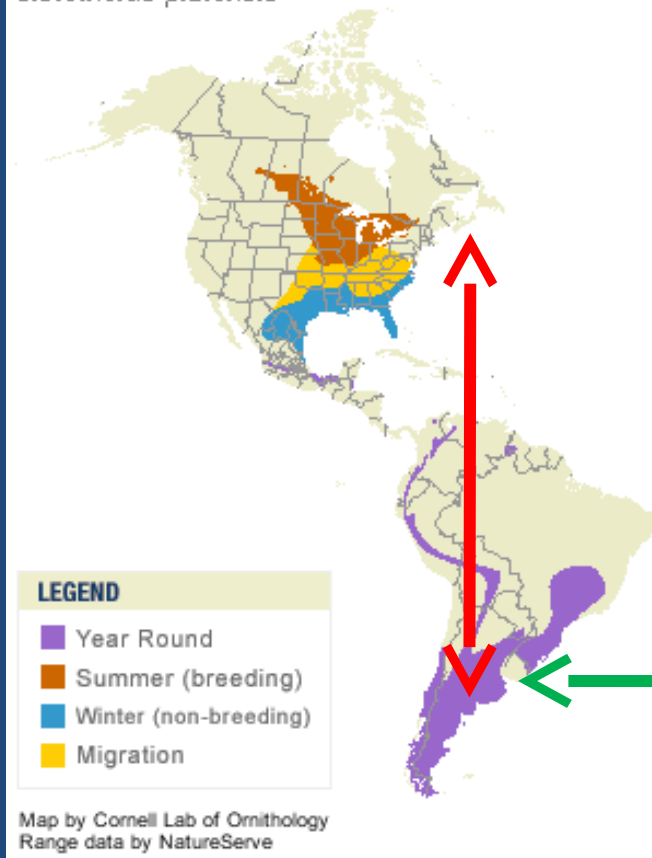 LEGEND
Year Round
Summer (breeding)
Winter (non-breeding)
Migration
Map by Cornell Lab of Ornithology
Range data by NatureServe